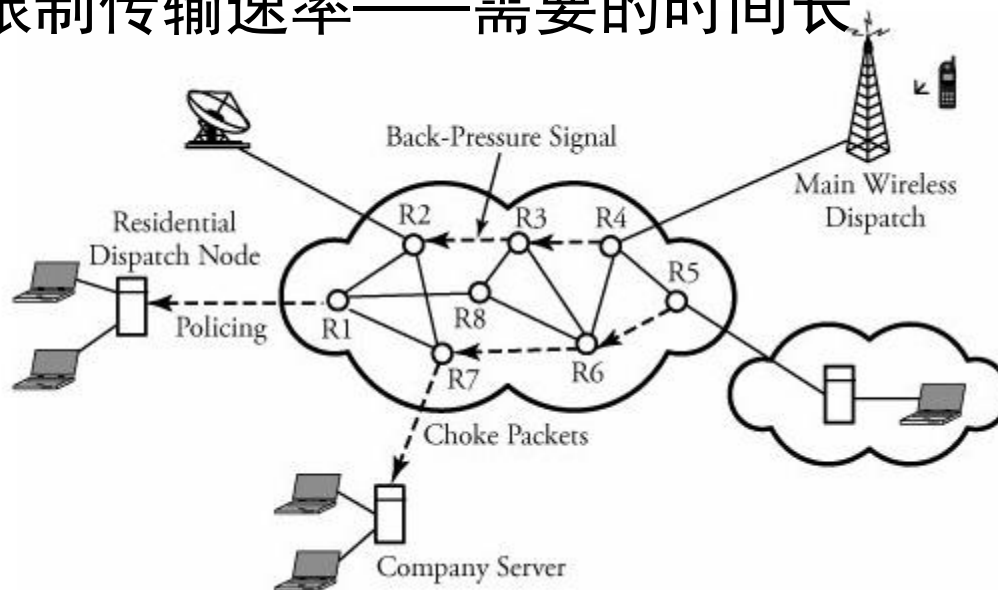 限制传输速率——需要的时间长
Back-Pressure Signal
Main Wireless
Dispatch
Residential
Dispatch Node
R2
R3
R4
R5
Policing
R1
R8
R7
R6
Choke Packets
Company Server